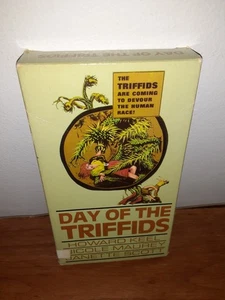 DAY OF THE TRIFFIDS
THE
TRIFFIDS
ARE COMING
TO DEVOUR
THE HUMAN
RACE!
DAY OF THE
TRIFFIDS
HOWARD KEEL
NICOLE MAUREY
JANETTE SCOTT